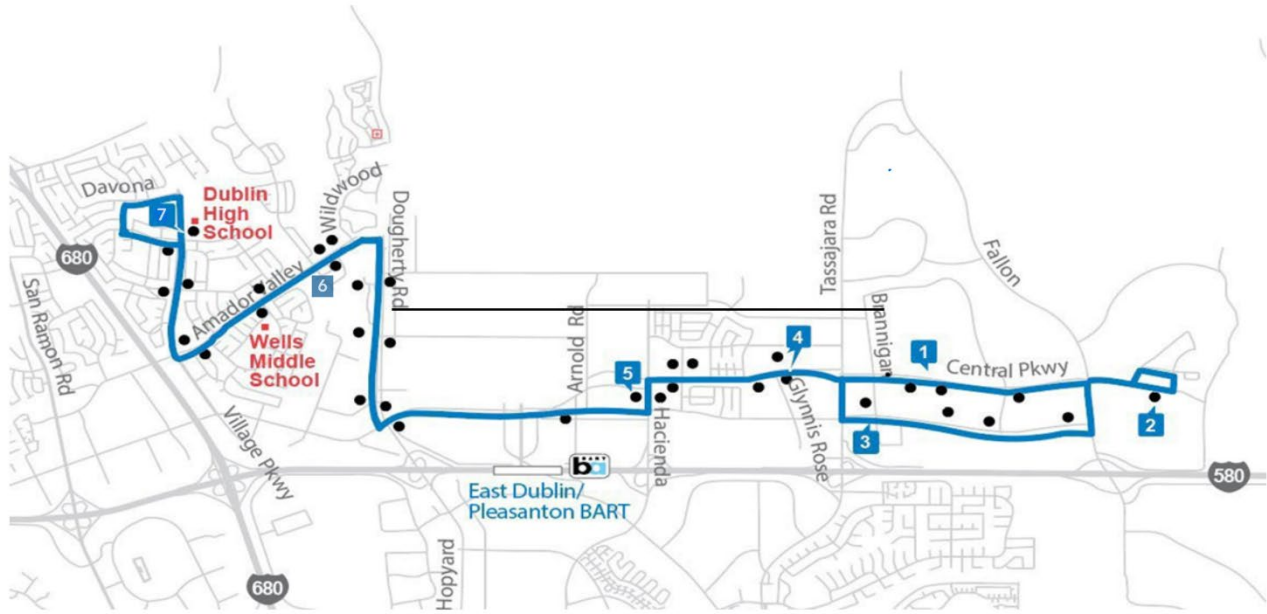 Davona
7
Dublin
High
School
Wildwood
Dougherty Rd
680
San Ramon Rd
Amador Valley
6
Wells
Middle
School
Village Pkwy
Tassajara Rd
Fallon
Brannigan
Arnold Rd
1
Central Pkwy
4
5
Glynnis Rose
2
3
Hacienda
ba
East Dublin/
Pleasanton BART
580
Hopyard
680